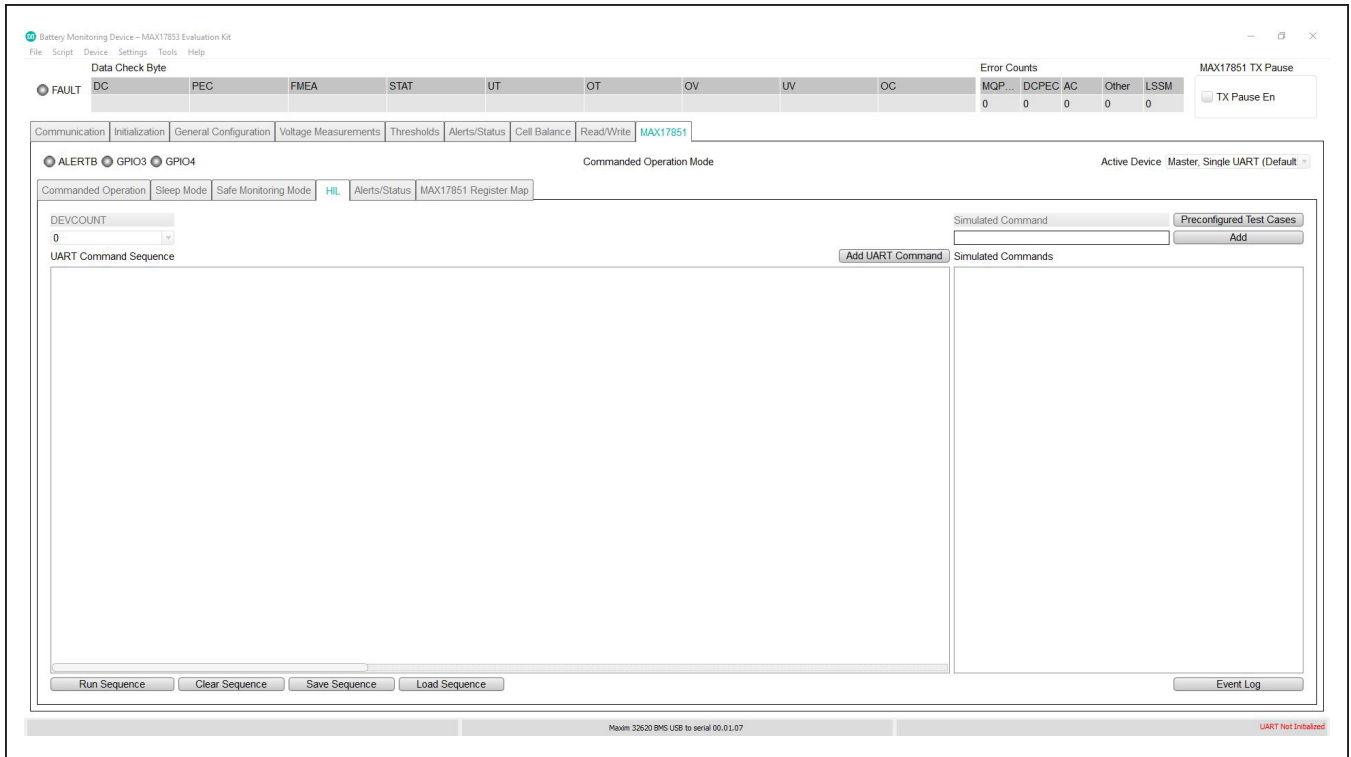 Battery Monitoring Device – MAX17853 Evaluation Kit
File Script Device Settings Tools Help
Data Check Byte Error Counts MAX17851 TX Pause
FAULT DC PEC FMEA STAT UT OT OV UV OC MQP... DCPEC AC Other LSSM
TX Pause En
0 0 0 0 0
Communication Initialization General Configuration Voltage Measurements Thresholds Alerts/Status Cell Balance Read/Write MAX17851
ALERTB GPIO3 GPIO4 Commanded Operation Mode Active Device Master, Single UART (Default
Commanded Operation Sleep Mode Safe Monitoring Mode HIL Alerts/Status MAX17851 Register Map
DEVCOUNT Simulated Command Preconfigured Test Cases
0 Add
UART Command Sequence Add UART Command Simulated Commands
Run Sequence Clear Sequence Save Sequence Load Sequence Event Log
Maxim 32620 BMS USB to serial 00.01.07 UART Not Initialized